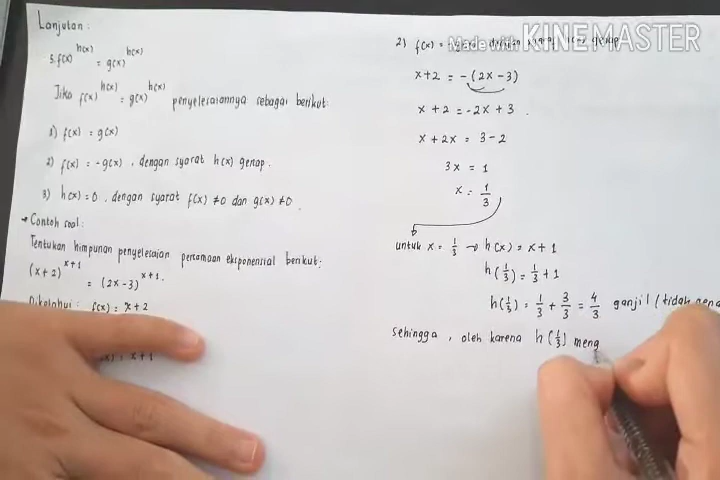 Lanjutan :
5. f(x)^h(x) = g(x)^h(x)
Jika f(x)^h(x) = g(x)^h(x) penyelesaiannya sebagai berikut:
1) f(x) = g(x)
2) f(x) = -g(x) , dengan syarat h(x) genap.
3) h(x) = 0 , dengan syarat f(x) ≠ 0 dan g(x) ≠ 0
Contoh soal:
Tentukan himpunan penyelesaian persamaan eksponensial berikut:
(x+2)^x+1 = (2x-3)^x+1.
Diketahui : f(x) = x+2
: x+1
2) f(x) =
x+2 = -(2x-3)
x+2 = -2x+3 .
x+2x = 3-2
3x = 1
x = 1/3
untuk x = 1/3 → h(x) = x+1
h(1/3) = 1/3 + 1
h(1/3) = 1/3 + 3/3 = 4/3 ganjil (tidak
sehingga , oleh karena h(1/3) meng
Made with KINEMASTER